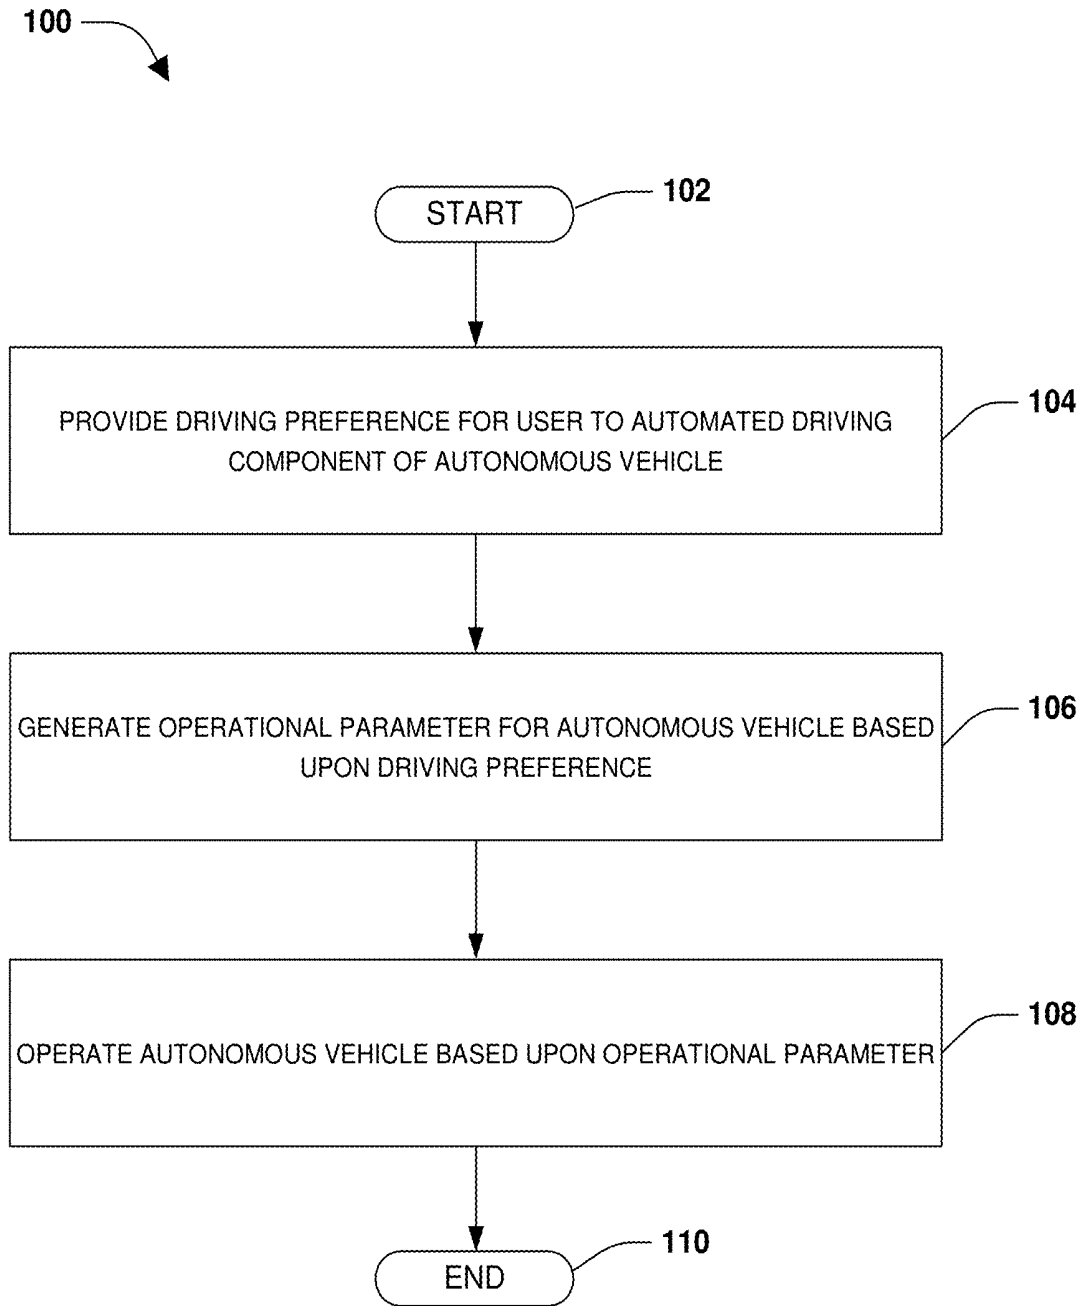 100
START
102
PROVIDE DRIVING PREFERENCE FOR USER TO AUTOMATED DRIVING
COMPONENT OF AUTONOMOUS VEHICLE
104
GENERATE OPERATIONAL PARAMETER FOR AUTONOMOUS VEHICLE BASED
UPON DRIVING PREFERENCE
106
OPERATE AUTONOMOUS VEHICLE BASED UPON OPERATIONAL PARAMETER
108
END
110